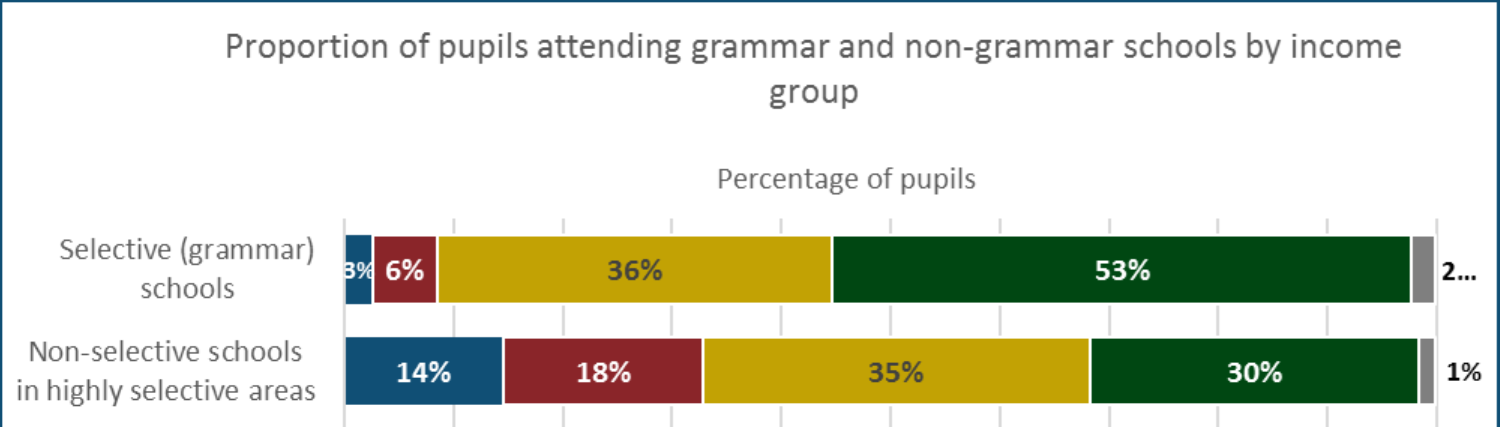 Proportion of pupils attending grammar and non-grammar schools by income
group
Percentage of pupils
Selective (grammar)
schools
3% 6% 36% 53% 2...
Non-selective schools
in highly selective areas
14% 18% 35% 30% 1%